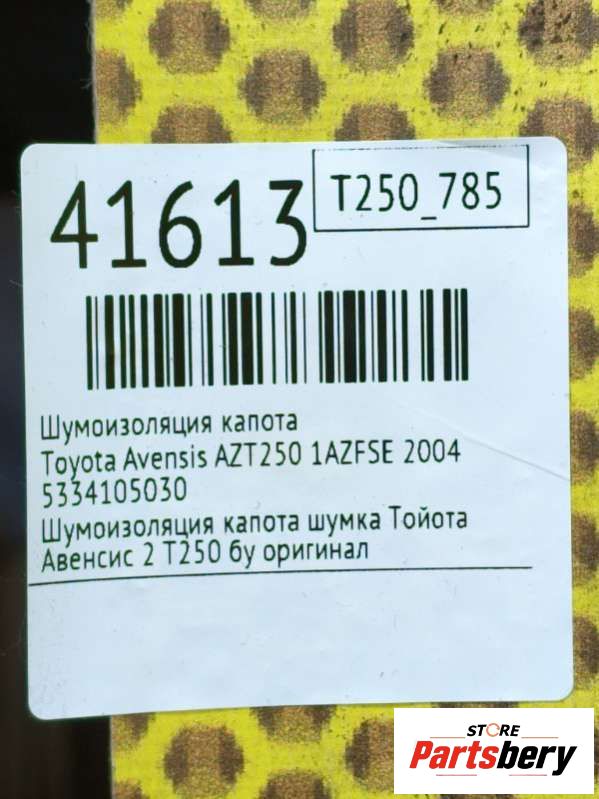 41613
T250_785
Шумоизоляция капота
Toyota Avensis AZT250 1AZFSE 2004
5334105030
Шумоизоляция капота шумка Тойота
Авенсис 2 Т250 бу оригинал
STORE
Partsbery